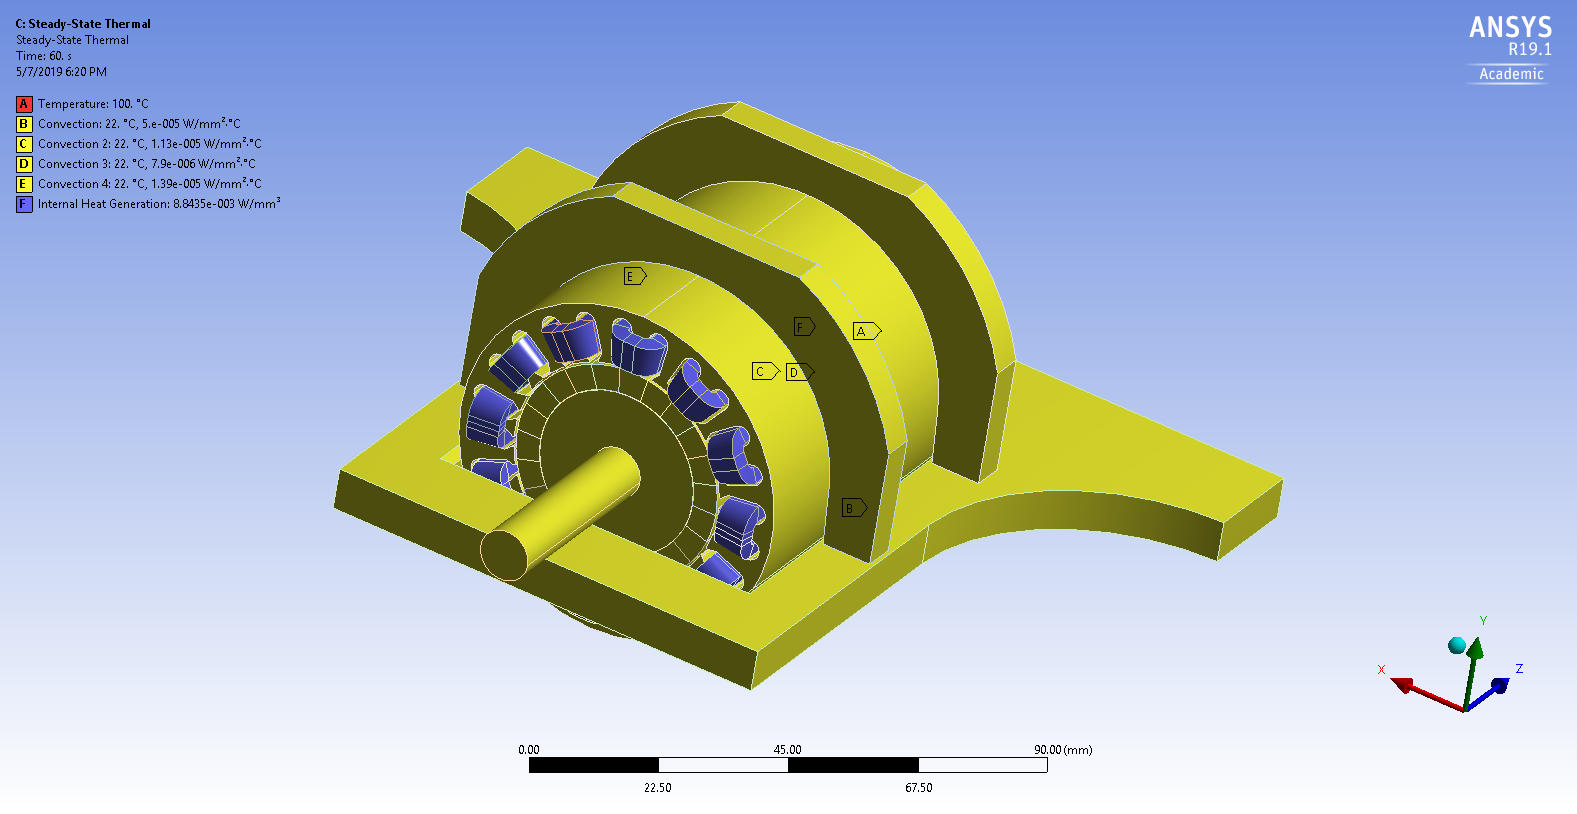 C: Steady-State Thermal
Steady-State Thermal
Time: 60. s
5/7/2019 6:20 PM
A Temperature: 100. °C
B Convection: 22. °C, 5.e-005 W/mm²·°C
C Convection 2: 22. °C, 1.13e-005 W/mm²·°C
D Convection 3: 22. °C, 7.9e-006 W/mm²·°C
E Convection 4: 22. °C, 1.39e-005 W/mm²·°C
F Internal Heat Generation: 8.8435e-003 W/mm³
ANSYS
R19.1
Academic
E
F
A
C
D
B
Y
X
Z
0.00 45.00 90.00 (mm)
22.50 67.50